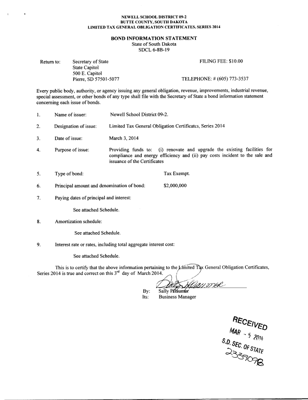 NEWELL SCHOOL DISTRICT 09-2
BUTTE COUNTY, SOUTH DAKOTA
LIMITED TAX GENERAL OBLIGATION CERTIFICATES, SERIES 2014
BOND INFORMATION STATEMENT
State of South Dakota
SDCL 6-8B-19
Return to: Secretary of State FILING FEE: $10.00
State Capitol
500 E. Capitol
Pierre, SD 57501-5077 TELEPHONE: # (605) 773-3537
Every public body, authority, or agency issuing any general obligation, revenue, improvements, industrial revenue,
special assessment, or other bonds of any type shall file with the Secretary of State a bond information statement
concerning each issue of bonds.
1. Name of issuer: Newell School District 09-2.
2. Designation of issue: Limited Tax General Obligation Certificates, Series 2014
3. Date of issue: March 3, 2014
4. Purpose of issue: Providing funds to: (i) renovate and upgrade the existing facilities for
compliance and energy efficiency and (ii) pay costs incident to the sale and
issuance of the Certificates
5. Type of bond: Tax Exempt.
6. Principal amount and denomination of bond: $2,000,000
7. Paying dates of principal and interest:
See attached Schedule.
8. Amortization schedule:
See attached Schedule.
9. Interest rate or rates, including total aggregate interest cost:
See attached Schedule.
This is to certify that the above information pertaining to the Limited Tax General Obligation Certificates,
Series 2014 is true and correct on this 3rd day of March 2014.
By: Sally
Its: Business Manager
RECEIVED
MAR - 5 2014
S.D. SEC. OF STATE